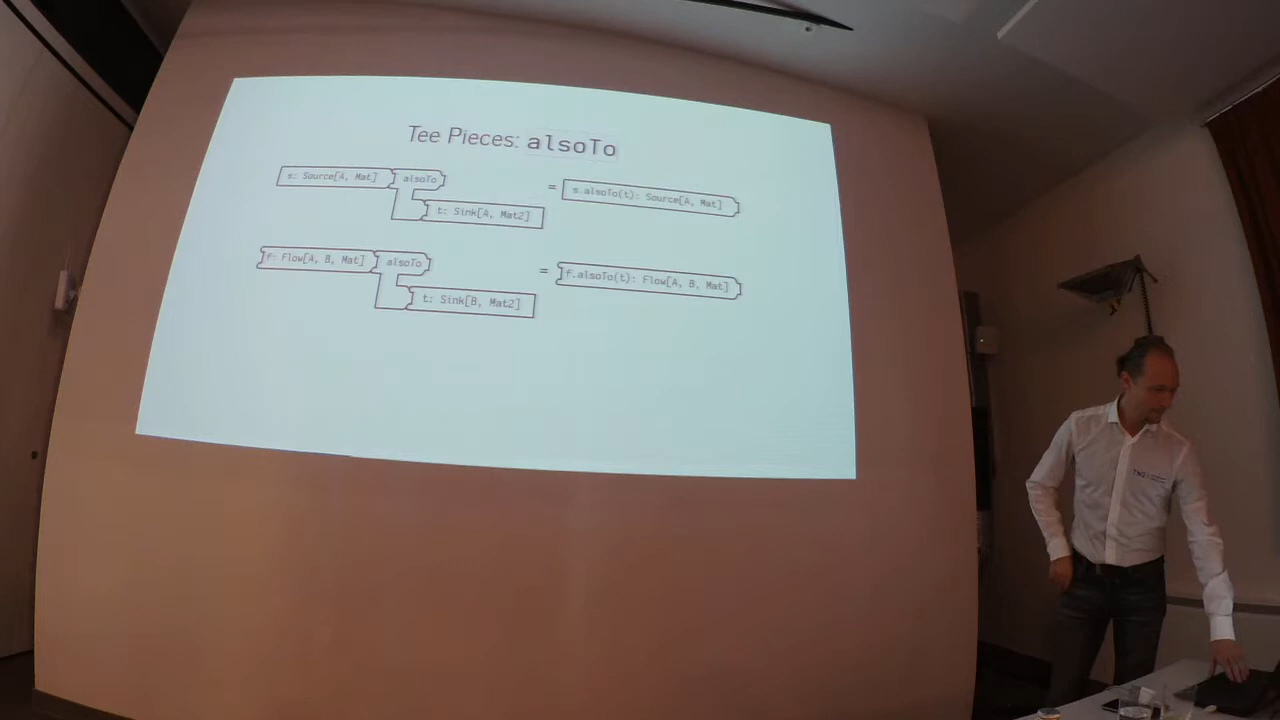 Tee Pieces: alsoTo
s: Source[A, Mat] alsoTo
= s.alsoTo(t): Source[A, Mat]
t: Sink[A, Mat2]
f: Flow[A, B, Mat] alsoTo
= f.alsoTo(t): Flow[A, B, Mat]
t: Sink[B, Mat2]
TNG